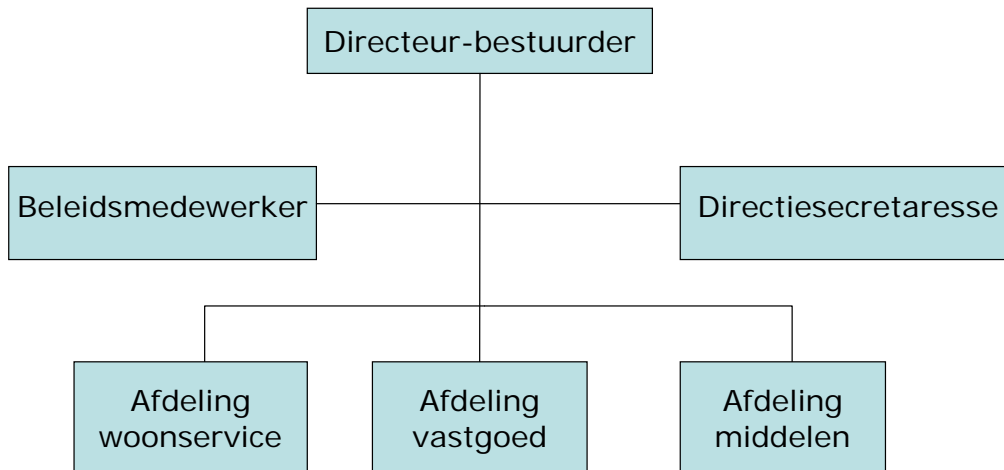 Directeur-bestuurder
Beleidsmedewerker
Directiesecretaresse
Afdeling
woonservice
Afdeling
vastgoed
Afdeling
middelen